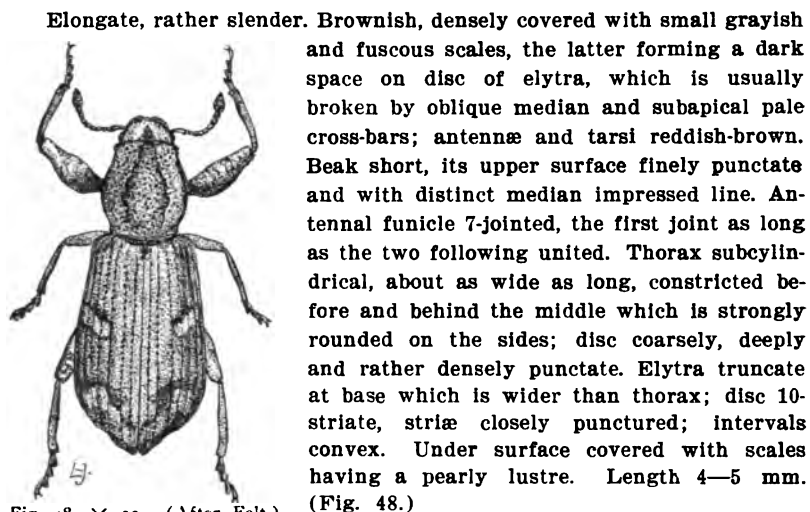 Elongate, rather slender. Brownish, densely covered with small grayish
and fuscous scales, the latter forming a dark
space on disc of elytra, which is usually
broken by oblique median and subapical pale
cross-bars; antennæ and tarsi reddish-brown.
Beak short, its upper surface finely punctate
and with distinct median impressed line. An-
tennal funicle 7-jointed, the first joint as long
as the two following united. Thorax subcylin-
drical, about as wide as long, constricted be-
fore and behind the middle which is strongly
rounded on the sides; disc coarsely, deeply
and rather densely punctate. Elytra truncate
at base which is wider than thorax; disc 10-
striate, striæ closely punctured; intervals
convex. Under surface covered with scales
having a pearly lustre. Length 4—5 mm.
(Fig. 48.)
(After Felt.)